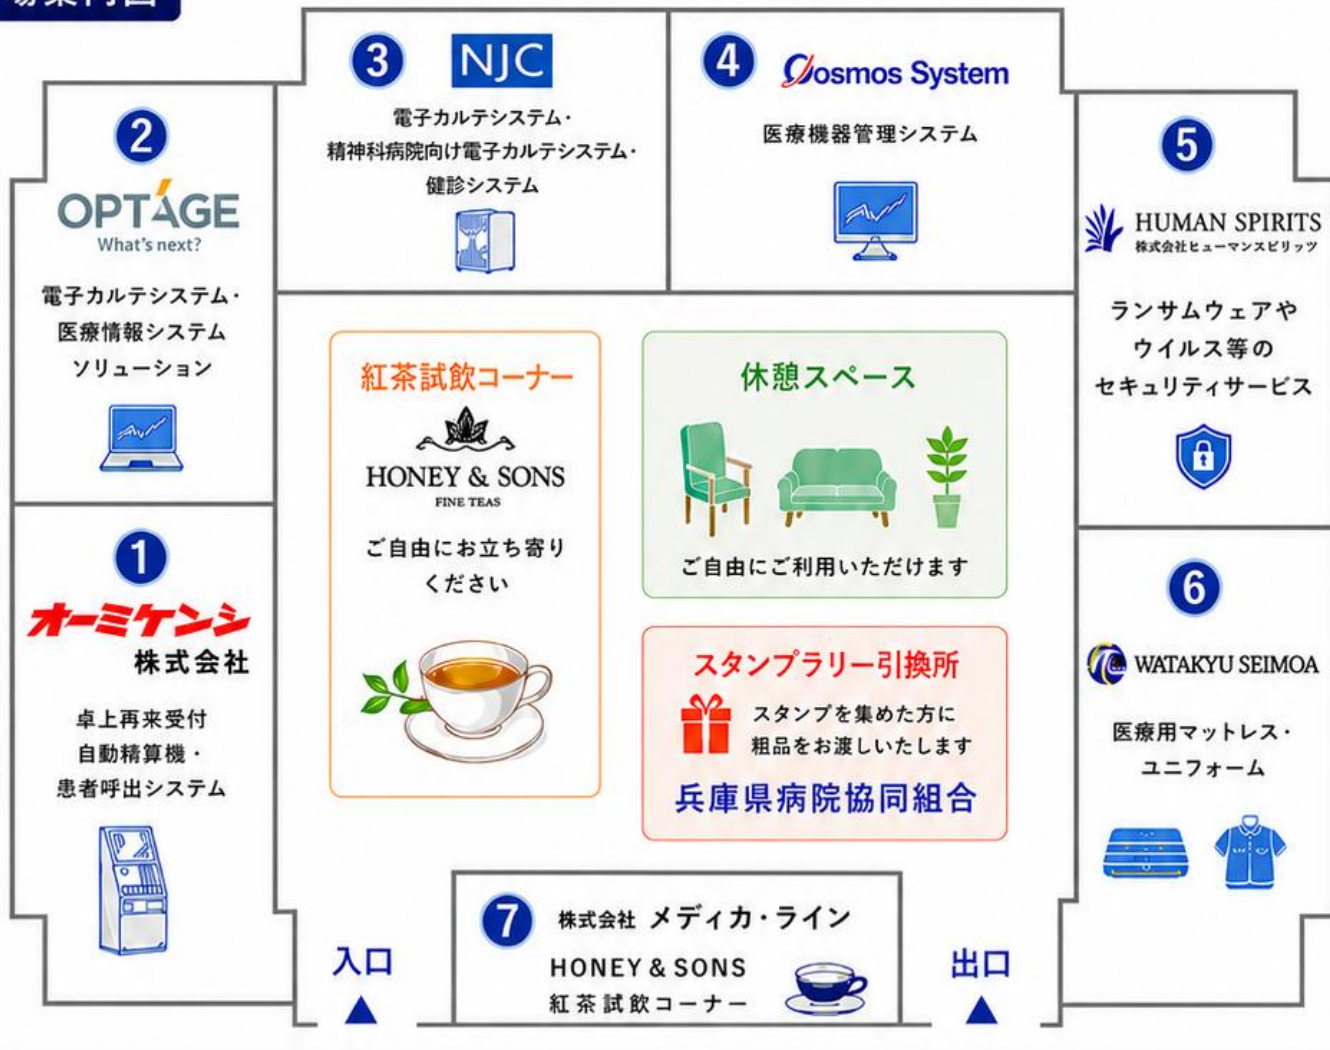 場案内図
3
NJC
電子カルテシステム・
精神科病院向け電子カルテシステム・
健診システム
4
Cosmos System
医療機器管理システム
2
OPTAGE
What's next?
電子カルテシステム・
医療情報システム
ソリューション
5
HUMAN SPIRITS
株式会社ヒューマンスピリッツ
ランサムウェアや
ウイルス等の
セキュリティサービス
紅茶試飲コーナー
HONEY & SONS
FINE TEAS
ご自由にお立ち寄り
ください
休憩スペース
ご自由にご利用いただけます
1
オーミケンシ
株式会社
卓上再来受付
自動精算機・
患者呼出システム
スタンプラリー引換所
スタンプを集めた方に
粗品をお渡しいたします
兵庫県病院協同組合
6
WATAKYU SEIMOA
医療用マットレス・
ユニフォーム
入口
▲
7
株式会社 メディカ・ライン
HONEY & SONS
紅茶試飲コーナー
出口
▲